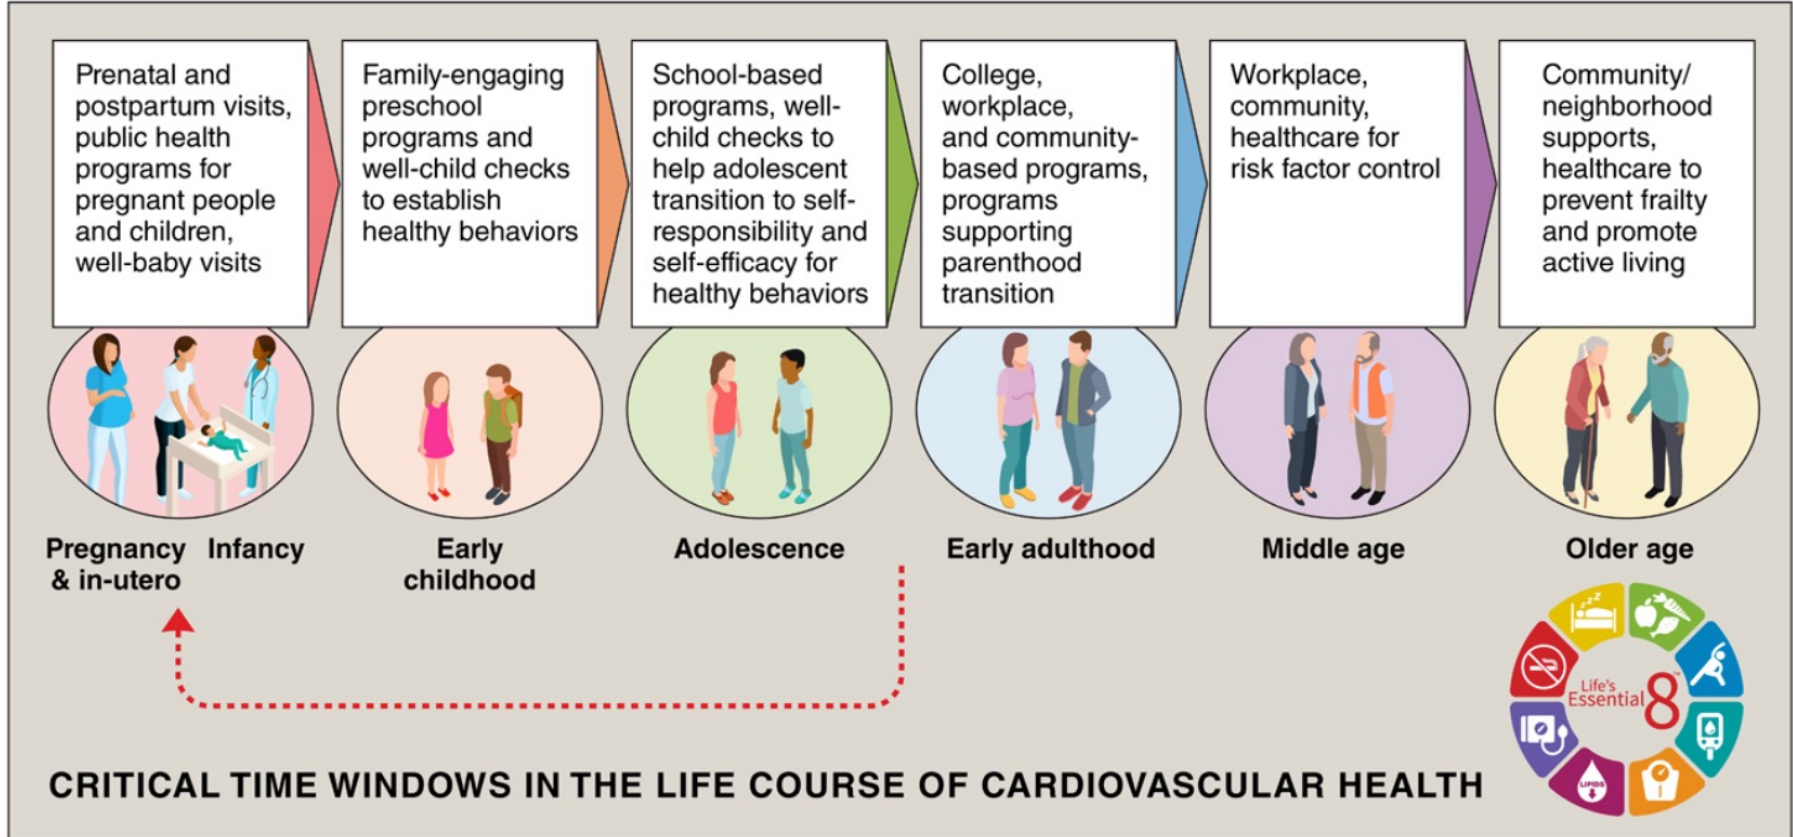 Prenatal and
postpartum visits,
public health
programs for
pregnant people
and children,
well-baby visits
Family-engaging
preschool
programs and
well-child checks
to establish
healthy behaviors
School-based
programs, well-
child checks to
help adolescent
transition to self-
responsibility and
self-efficacy for
healthy behaviors
College,
workplace,
and community-
based programs,
programs
supporting
parenthood
transition
Workplace,
community,
healthcare for
risk factor control
Community/
neighborhood
supports,
healthcare to
prevent frailty
and promote
active living
Pregnancy
& in-utero
Infancy
Early
childhood
Adolescence
Early adulthood
Middle age
Older age
zzz
Life's
Essential 8™
LIPIDS
CRITICAL TIME WINDOWS IN THE LIFE COURSE OF CARDIOVASCULAR HEALTH